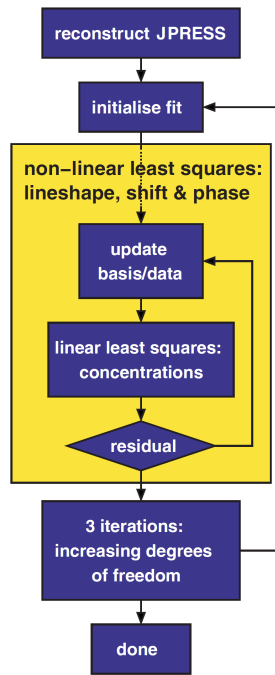 reconstruct JPRESS
initialise fit
non−linear least squares:
lineshape, shift & phase
update
basis/data
linear least squares:
concentrations
residual
3 iterations:
increasing degrees
of freedom
done